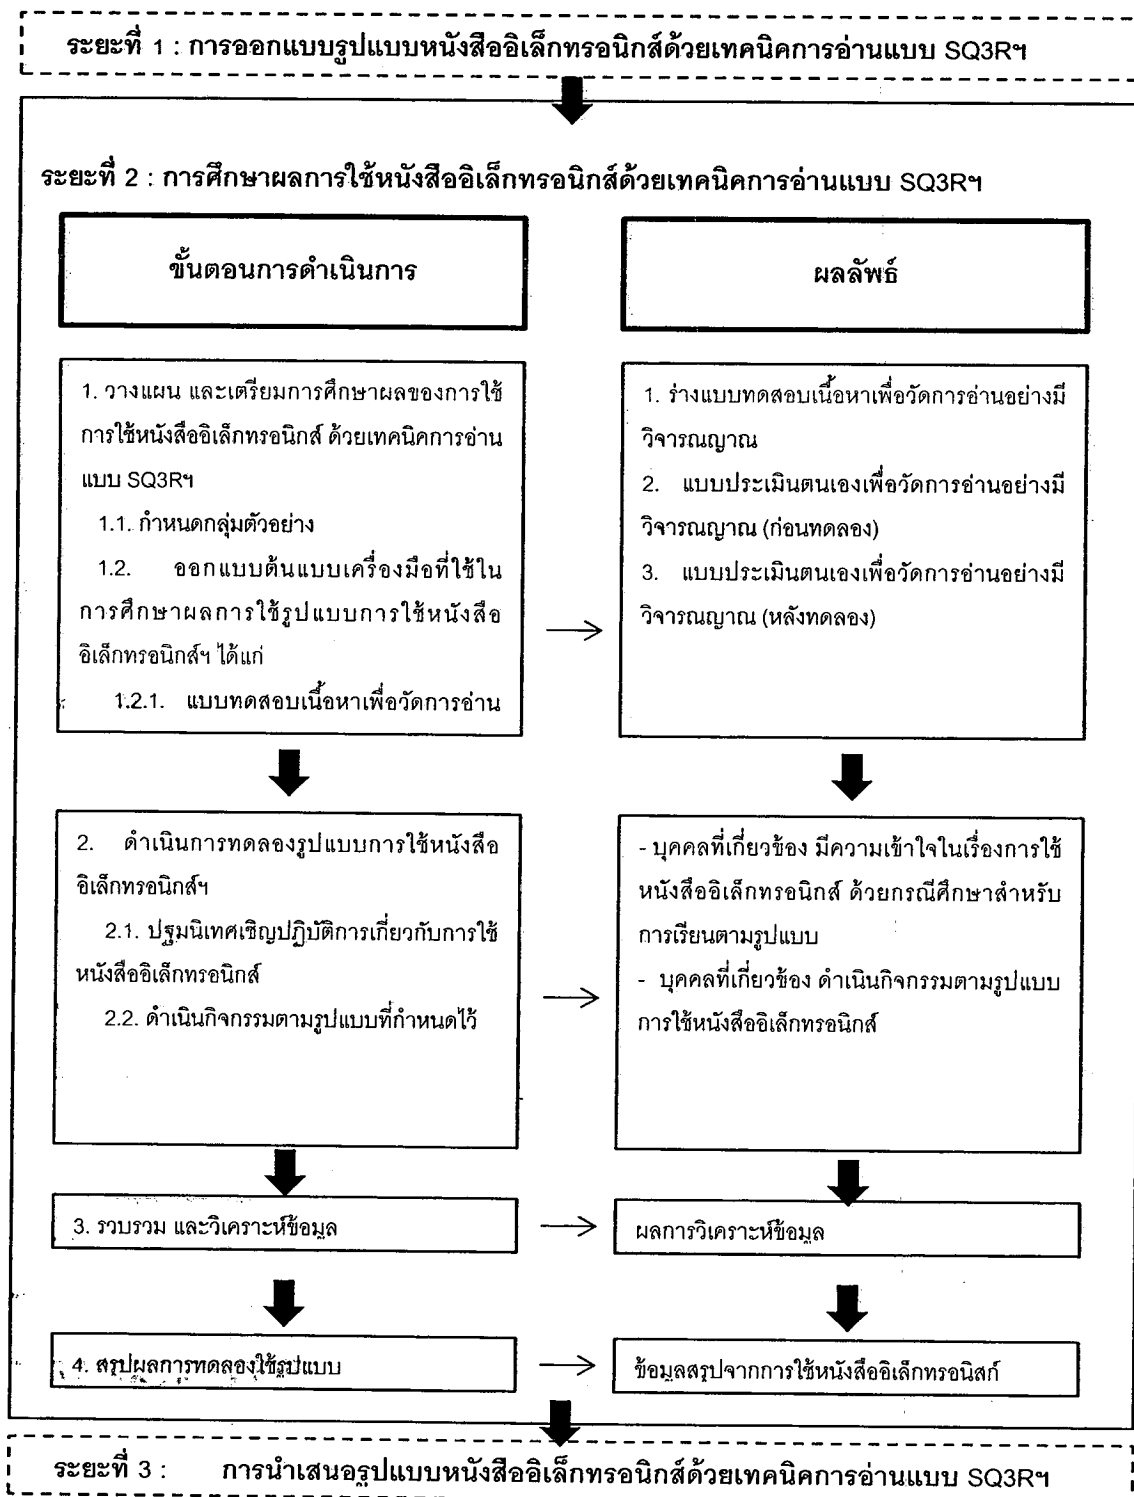 ระยะที่ 1 : การออกแบบรูปแบบหนังสืออิเล็กทรอนิกส์ด้วยเทคนิคการอ่านแบบ SQ3Rฯ
ระยะที่ 2 : การศึกษาผลการใช้หนังสืออิเล็กทรอนิกส์ด้วยเทคนิคการอ่านแบบ SQ3Rฯ
ขั้นตอนการดำเนินการ
ผลลัพธ์
1. วางแผน และเตรียมการศึกษาผลของการใช้
การใช้หนังสืออิเล็กทรอนิกส์ ด้วยเทคนิคการอ่าน
แบบ SQ3Rฯ
1.1. กำหนดกลุ่มตัวอย่าง
1.2. ออกแบบต้นแบบเครื่องมือที่ใช้ใน
การศึกษาผลการใช้รูปแบบการใช้หนังสือ
อิเล็กทรอนิกส์ฯ ได้แก่
1.2.1. แบบทดสอบเนื้อหาเพื่อวัดการอ่าน
1. ร่างแบบทดสอบเนื้อหาเพื่อวัดการอ่านอย่างมี
วิจารณญาณ
2. แบบประเมินตนเองเพื่อวัดการอ่านอย่างมี
วิจารณญาณ (ก่อนทดลอง)
3. แบบประเมินตนเองเพื่อวัดการอ่านอย่างมี
วิจารณญาณ (หลังทดลอง)
2. ดำเนินการทดลองรูปแบบการใช้หนังสือ
อิเล็กทรอนิกส์ฯ
2.1. ปฐมนิเทศเชิญปฏิบัติการเกี่ยวกับการใช้
หนังสืออิเล็กทรอนิกส์
2.2. ดำเนินกิจกรรมตามรูปแบบที่กำหนดไว้
- บุคคลที่เกี่ยวข้อง มีความเข้าใจในเรื่องการใช้
หนังสืออิเล็กทรอนิกส์ ด้วยกรณีศึกษาสำหรับ
การเรียนตามรูปแบบ
- บุคคลที่เกี่ยวข้อง ดำเนินกิจกรรมตามรูปแบบ
การใช้หนังสืออิเล็กทรอนิกส์
3. รวบรวม และวิเคราะห์ข้อมูล
ผลการวิเคราะห์ข้อมูล
4. สรุปผลการทดลองใช้รูปแบบ
ข้อมูลสรุปจากการใช้หนังสืออิเล็กทรอนิสก์
ระยะที่ 3 : การนำเสนอรูปแบบหนังสืออิเล็กทรอนิกส์ด้วยเทคนิคการอ่านแบบ SQ3Rฯ